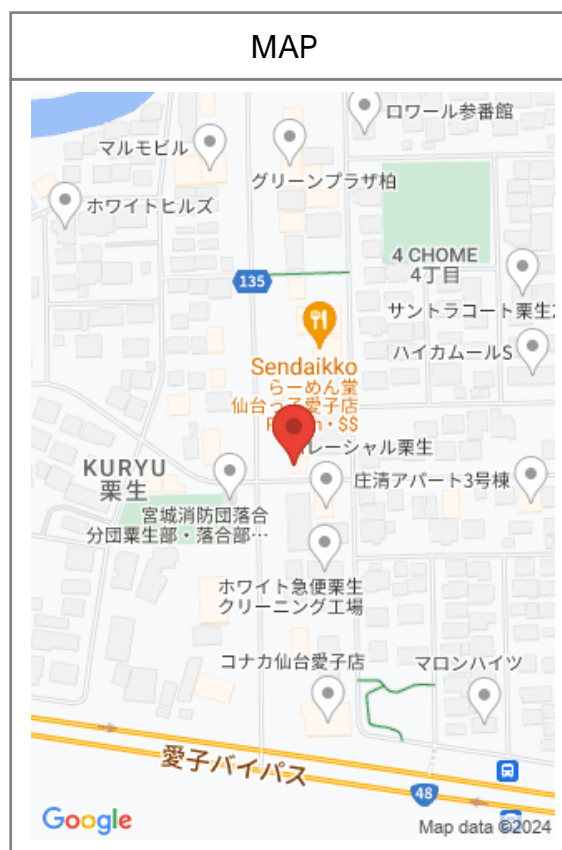 MAP
ロワール参番館
マルモビル
グリーンプラザ柏
ホワイトヒルズ
4 CHOME
4丁目
135
サントラコート栗生
ハイカムールS
Sendaikko
らーめん堂
仙台っ子愛子店
・$$
レーシャル栗生
KURYU
栗生
庄清アパート3号棟
宮城消防団落合
分団栗生部・落合部…
ホワイト急便栗生
クリーニング工場
コナカ仙台愛子店
マロンハイツ
愛子バイパス
48
Google
Map data ©2024